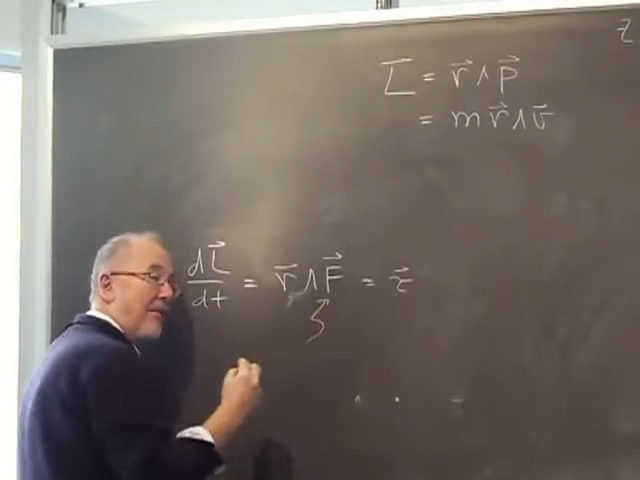 z
L⃗ = r⃗ ∧ p⃗
= m r⃗ ∧ v⃗
dL⃗/dt = r⃗ ∧ F⃗ = τ⃗